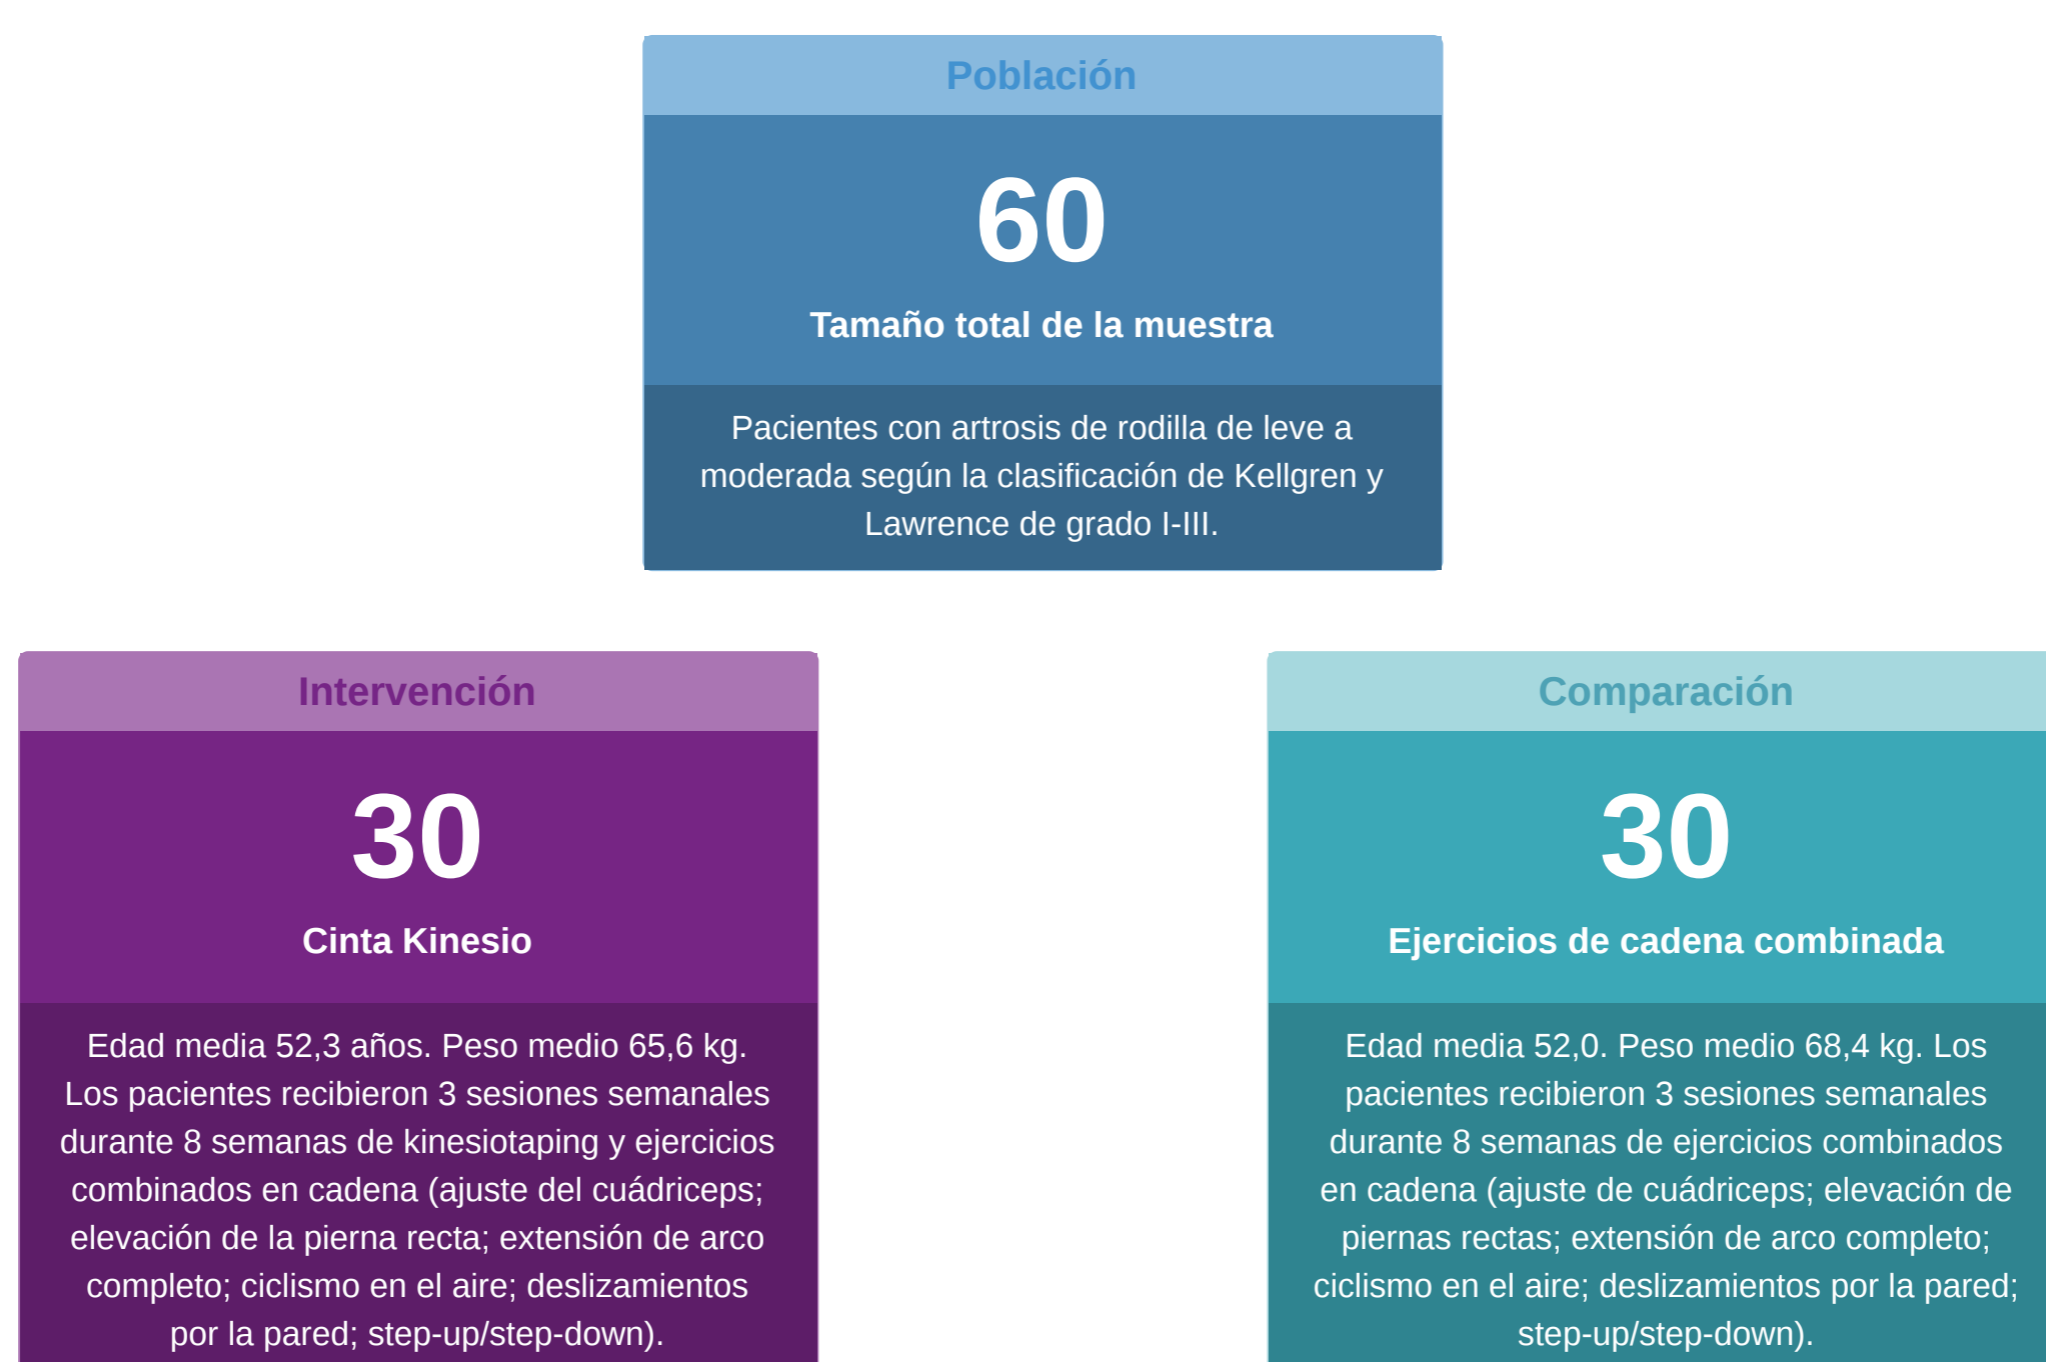 Población
60
Tamaño total de la muestra
Pacientes con artrosis de rodilla de leve a
moderada según la clasificación de Kellgren y
Lawrence de grado I-III.
Intervención
30
Cinta Kinesio
Edad media 52,3 años. Peso medio 65,6 kg.
Los pacientes recibieron 3 sesiones semanales
durante 8 semanas de kinesiotaping y ejercicios
combinados en cadena (ajuste del cuádriceps;
elevación de la pierna recta; extensión de arco
completo; ciclismo en el aire; deslizamientos
por la pared; step-up/step-down).
Comparación
30
Ejercicios de cadena combinada
Edad media 52,0. Peso medio 68,4 kg. Los
pacientes recibieron 3 sesiones semanales
durante 8 semanas de ejercicios combinados
en cadena (ajuste de cuádriceps; elevación de
piernas rectas; extensión de arco completo;
ciclismo en el aire; deslizamientos por la pared;
step-up/step-down).